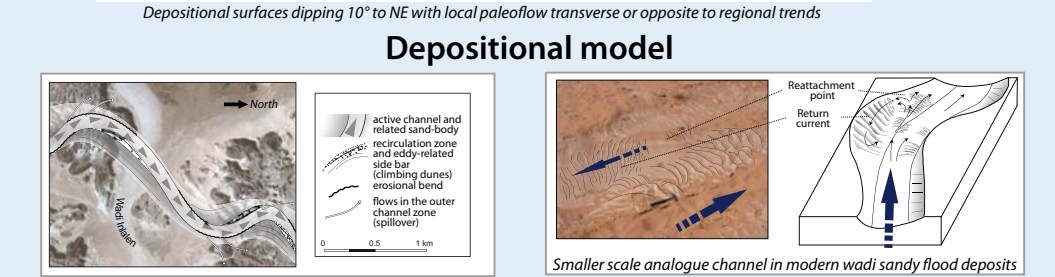 Depositional surfaces dipping 10° to NE with local paleoflow transverse or opposite to regional trends
Depositional model
North
Wadi Inlalen
active channel and
related sand-body
recirculation zone
and eddy-related
side bar
(climbing dunes)
erosional bend
flows in the outer
channel zone
(spillover)
0 0.5 1 km
Reattachment
point
Return
current
Smaller scale analogue channel in modern wadi sandy flood deposits